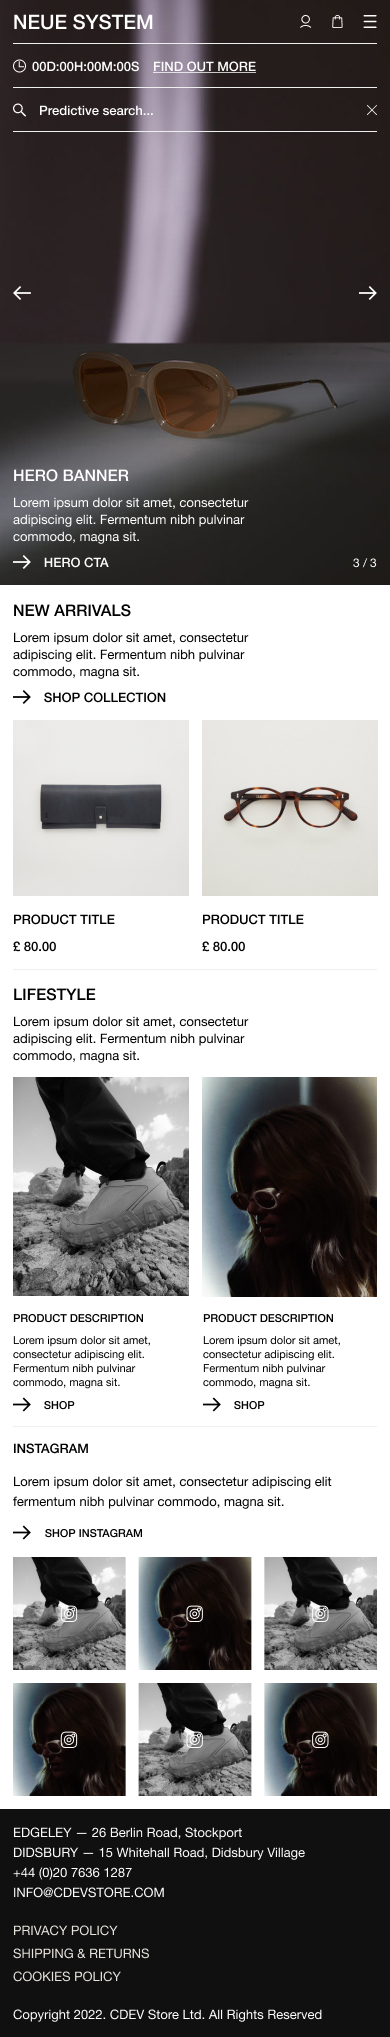 NEUE SYSTEM
00D:00H:00M:00S FIND OUT MORE
Predictive search...
HERO BANNER
Lorem ipsum dolor sit amet, consectetur
adipiscing elit. Fermentum nibh pulvinar
commodo, magna sit.
HERO CTA
3 / 3
NEW ARRIVALS
Lorem ipsum dolor sit amet, consectetur
adipiscing elit. Fermentum nibh pulvinar
commodo, magna sit.
SHOP COLLECTION
PRODUCT TITLE
£ 80.00
PRODUCT TITLE
£ 80.00
LIFESTYLE
Lorem ipsum dolor sit amet, consectetur
adipiscing elit. Fermentum nibh pulvinar
commodo, magna sit.
PRODUCT DESCRIPTION
Lorem ipsum dolor sit amet,
consectetur adipiscing elit.
Fermentum nibh pulvinar
commodo, magna sit.
SHOP
PRODUCT DESCRIPTION
Lorem ipsum dolor sit amet,
consectetur adipiscing elit.
Fermentum nibh pulvinar
commodo, magna sit.
SHOP
INSTAGRAM
Lorem ipsum dolor sit amet, consectetur adipiscing elit
fermentum nibh pulvinar commodo, magna sit.
SHOP INSTAGRAM
EDGELEY — 26 Berlin Road, Stockport
DIDSBURY — 15 Whitehall Road, Didsbury Village
+44 (0)20 7636 1287
INFO@CDEVSTORE.COM
PRIVACY POLICY
SHIPPING & RETURNS
COOKIES POLICY
Copyright 2022. CDEV Store Ltd. All Rights Reserved